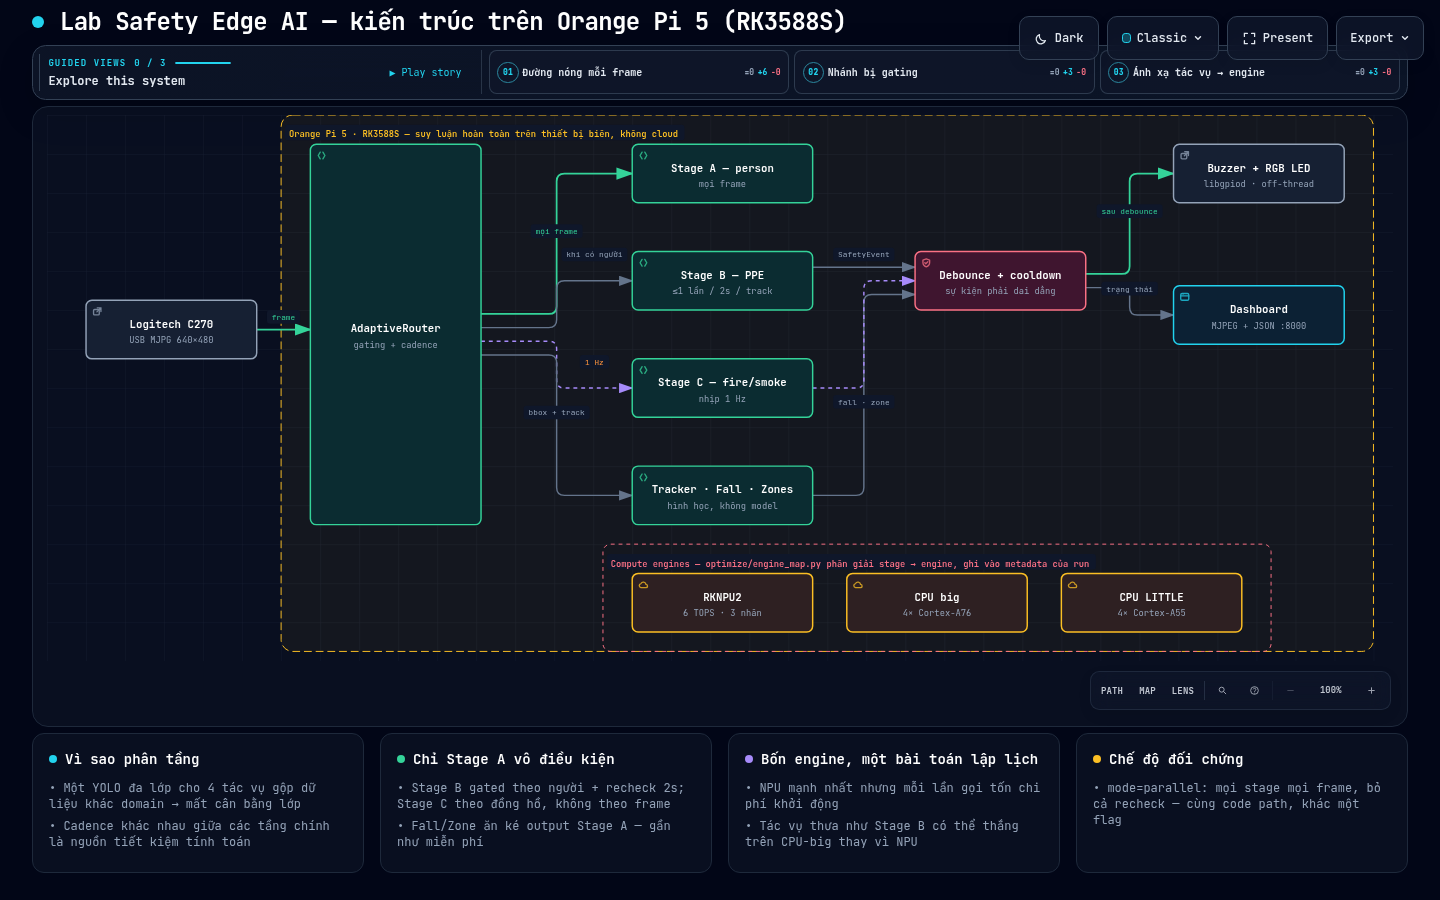 Lab Safety Edge AI — kiến trúc trên Orange Pi 5 (RK3588S)
Dark
Classic
Present
Export
GUIDED VIEWS 0 / 3
Explore this system
▶ Play story
01 Đường nóng mỗi frame =0 +6 -0
02 Nhánh bị gating =0 +3 -0
03 Ánh xạ tác vụ → engine =0 +3 -0
Orange Pi 5 · RK3588S — suy luận hoàn toàn trên thiết bị biên, không cloud
Logitech C270
USB MJPG 640×480
frame
AdaptiveRouter
gating + cadence
mọi frame
khi có người
1 Hz
bbox + track
Stage A — person
mọi frame
Stage B — PPE
≤1 lần / 2s / track
Stage C — fire/smoke
nhịp 1 Hz
Tracker · Fall · Zones
hình học, không model
SafetyEvent
fall · zone
Debounce + cooldown
sự kiện phải dai dẳng
sau debounce
trạng thái
Buzzer + RGB LED
libgpiod · off-thread
Dashboard
MJPEG + JSON :8000
Compute engines — optimize/engine_map.py phân giải stage → engine, ghi vào metadata của run
RKNPU2
6 TOPS · 3 nhân
CPU big
4× Cortex-A76
CPU LITTLE
4× Cortex-A55
PATH MAP LENS − 100% +
Vì sao phân tầng
• Một YOLO đa lớp cho 4 tác vụ gộp dữ
liệu khác domain → mất cân bằng lớp
• Cadence khác nhau giữa các tầng chính
là nguồn tiết kiệm tính toán
Chỉ Stage A vô điều kiện
• Stage B gated theo người + recheck 2s;
Stage C theo đồng hồ, không theo frame
• Fall/Zone ăn ké output Stage A — gần
như miễn phí
Bốn engine, một bài toán lập lịch
• NPU mạnh nhất nhưng mỗi lần gọi tốn chi
phí khởi động
• Tác vụ thưa như Stage B có thể thắng
trên CPU-big thay vì NPU
Chế độ đối chứng
• mode=parallel: mọi stage mọi frame, bỏ
cả recheck — cùng code path, khác một
flag